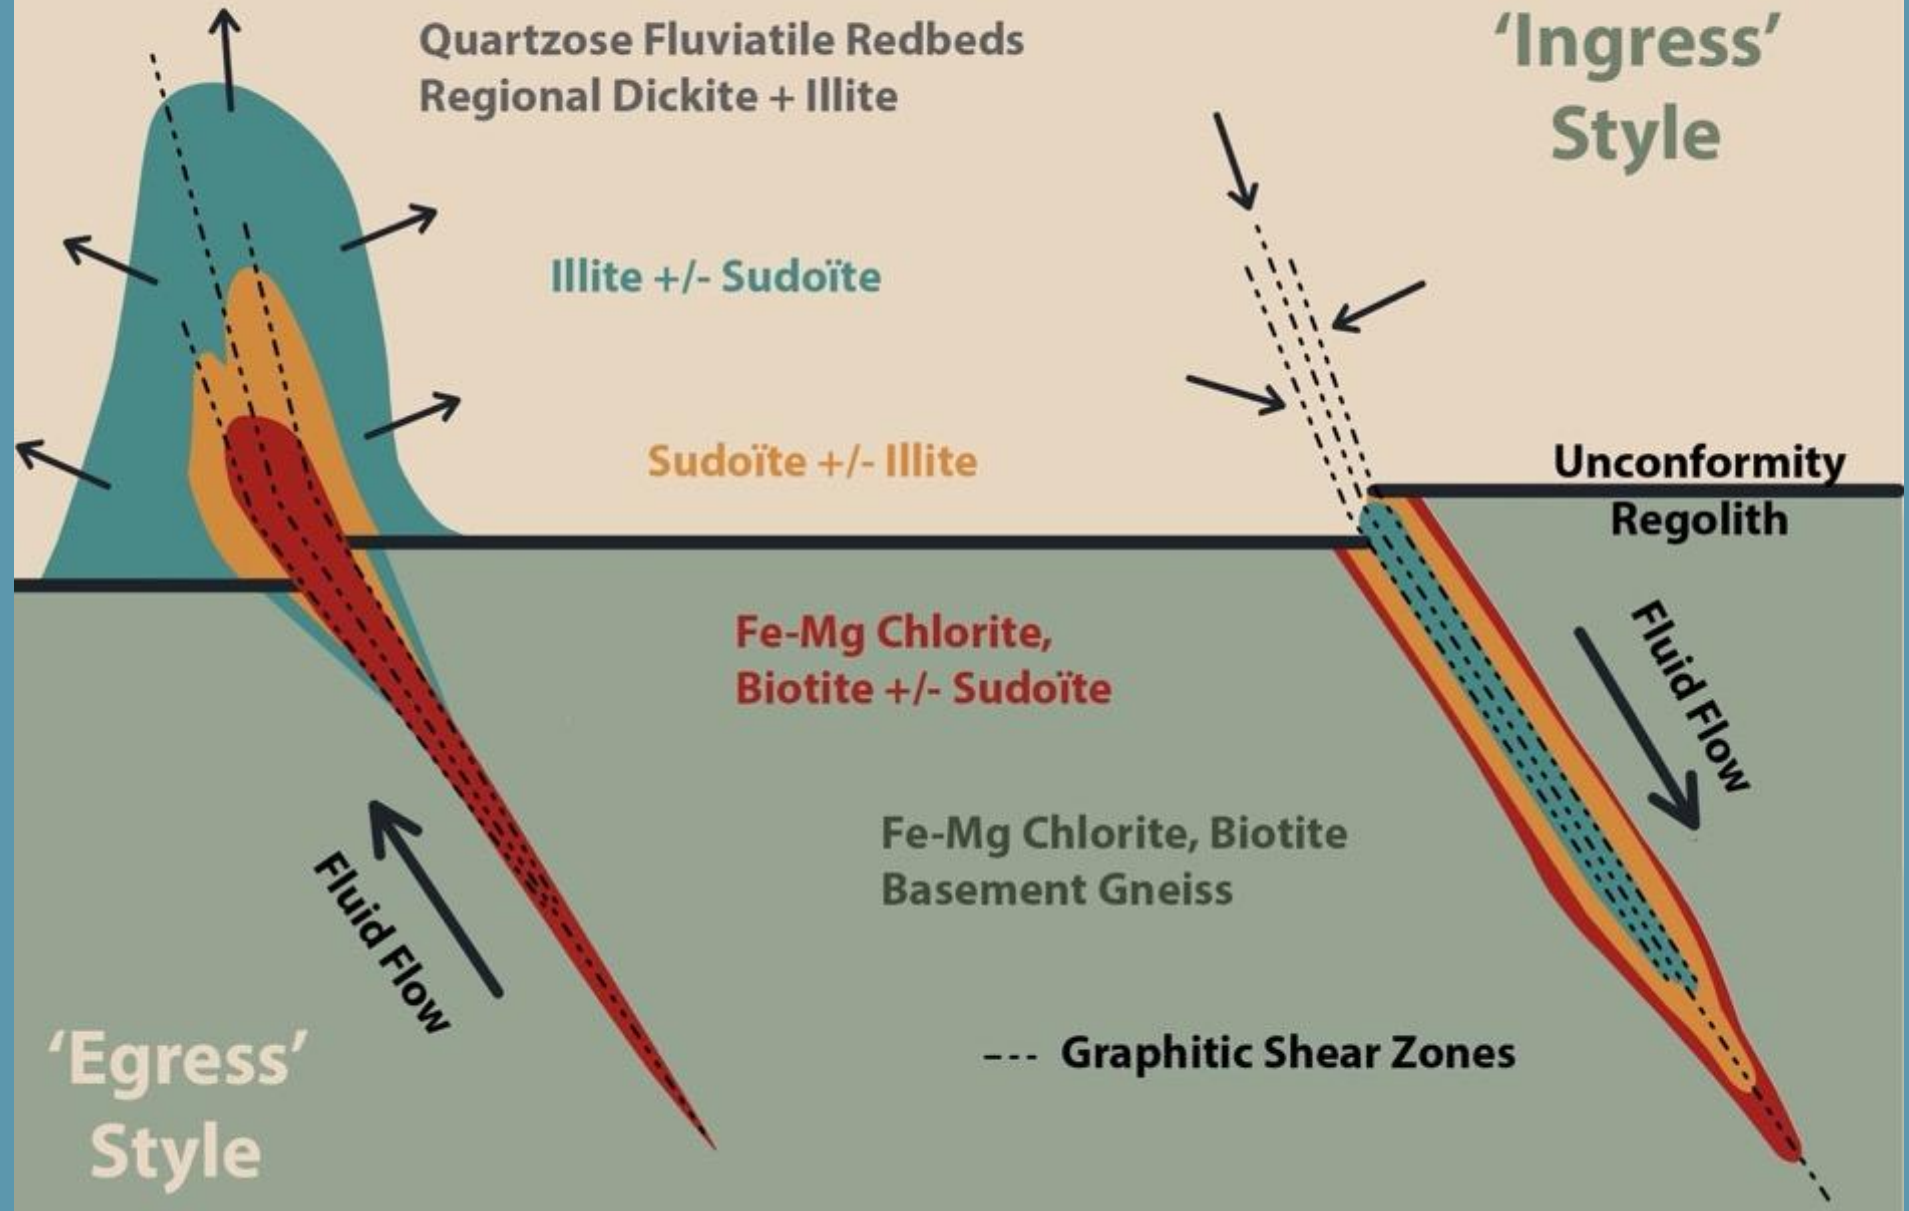 Quartzose Fluviatile Redbeds
Regional Dickite + Illite
‘Ingress’
Style
Illite +/- Sudoïte
Sudoïte +/- Illite
Unconformity
Regolith
Fe-Mg Chlorite,
Biotite +/- Sudoïte
Fluid Flow
Fe-Mg Chlorite, Biotite
Basement Gneiss
Fluid Flow
--- Graphitic Shear Zones
‘Egress’
Style